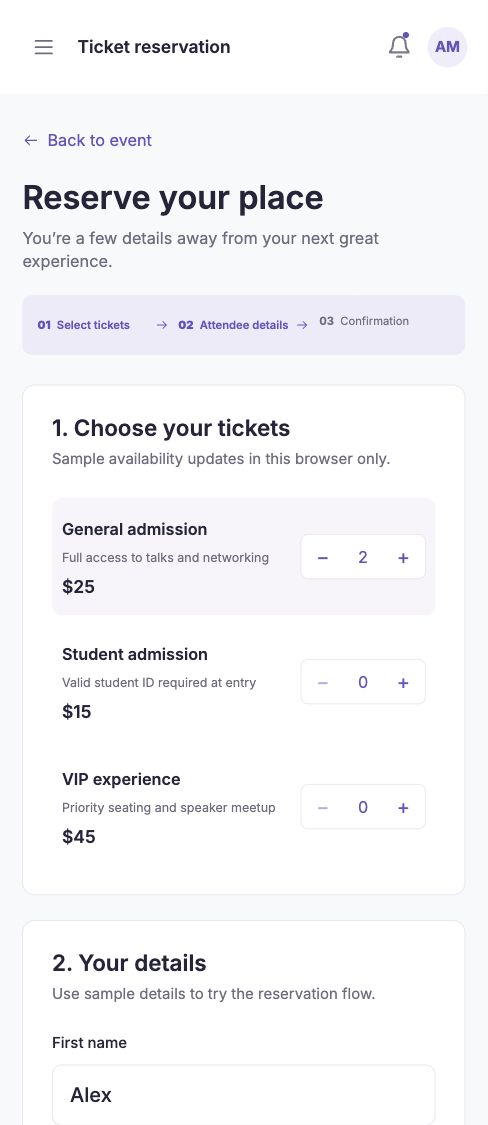 Ticket reservation
AM
← Back to event
Reserve your place
You’re a few details away from your next great
experience.
01 Select tickets → 02 Attendee details → 03 Confirmation
1. Choose your tickets
Sample availability updates in this browser only.
General admission
Full access to talks and networking
$25
− 2 +
Student admission
Valid student ID required at entry
$15
− 0 +
VIP experience
Priority seating and speaker meetup
$45
− 0 +
2. Your details
Use sample details to try the reservation flow.
First name
Alex